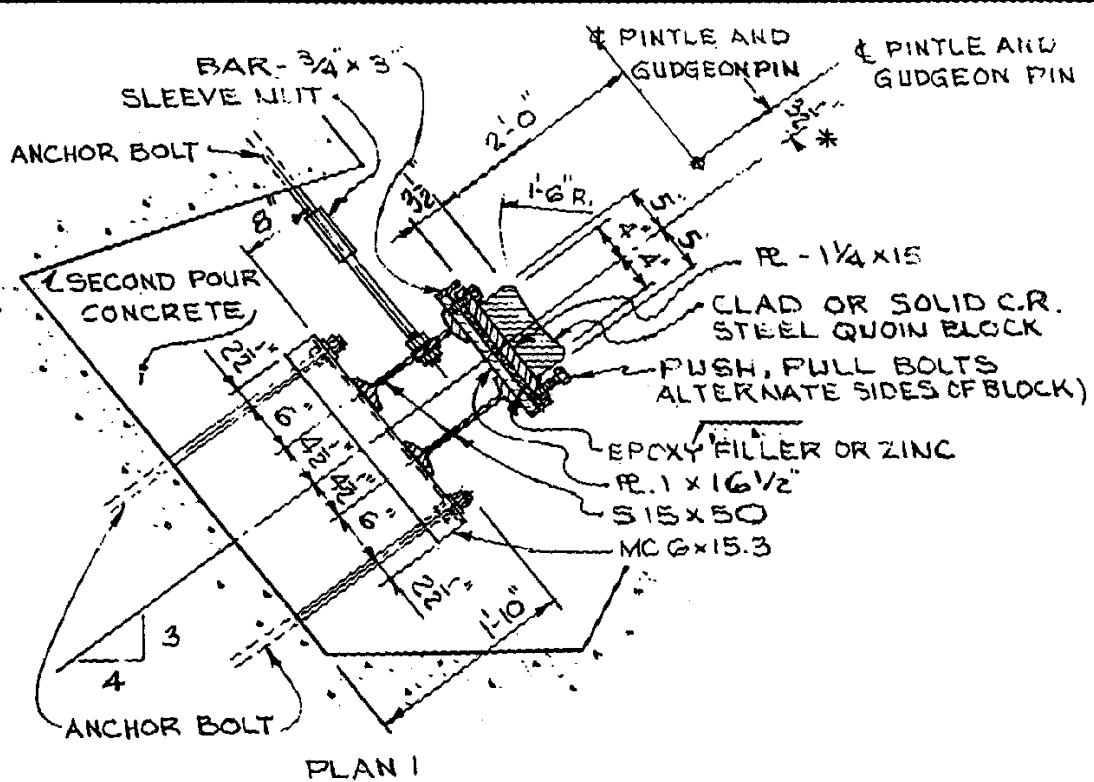 ℄ PINTLE AND
GUDGEON PIN
℄ PINTLE AND
GUDGEON PIN
BAR - 3/4" x 3"
SLEEVE NUT
ANCHOR BOLT
2'-0"
3 1/2" *
3 1/2"
1'-6" R.
8"
5"
5"
4"
4"
SECOND POUR
CONCRETE
PL - 1 1/4 x 15
CLAD OR SOLID C.R.
STEEL QUOIN BLOCK
PUSH, PULL BOLTS
ALTERNATE SIDES OF BLOCK)
EPOXY FILLER OR ZINC
PL. 1 x 16 1/2"
S 15 x 50
MC 6 x 15.3
2 1/2"
6"
4 1/2"
4 1/2"
6"
2 1/2"
1'-10"
3
4
ANCHOR BOLT
PLAN 1